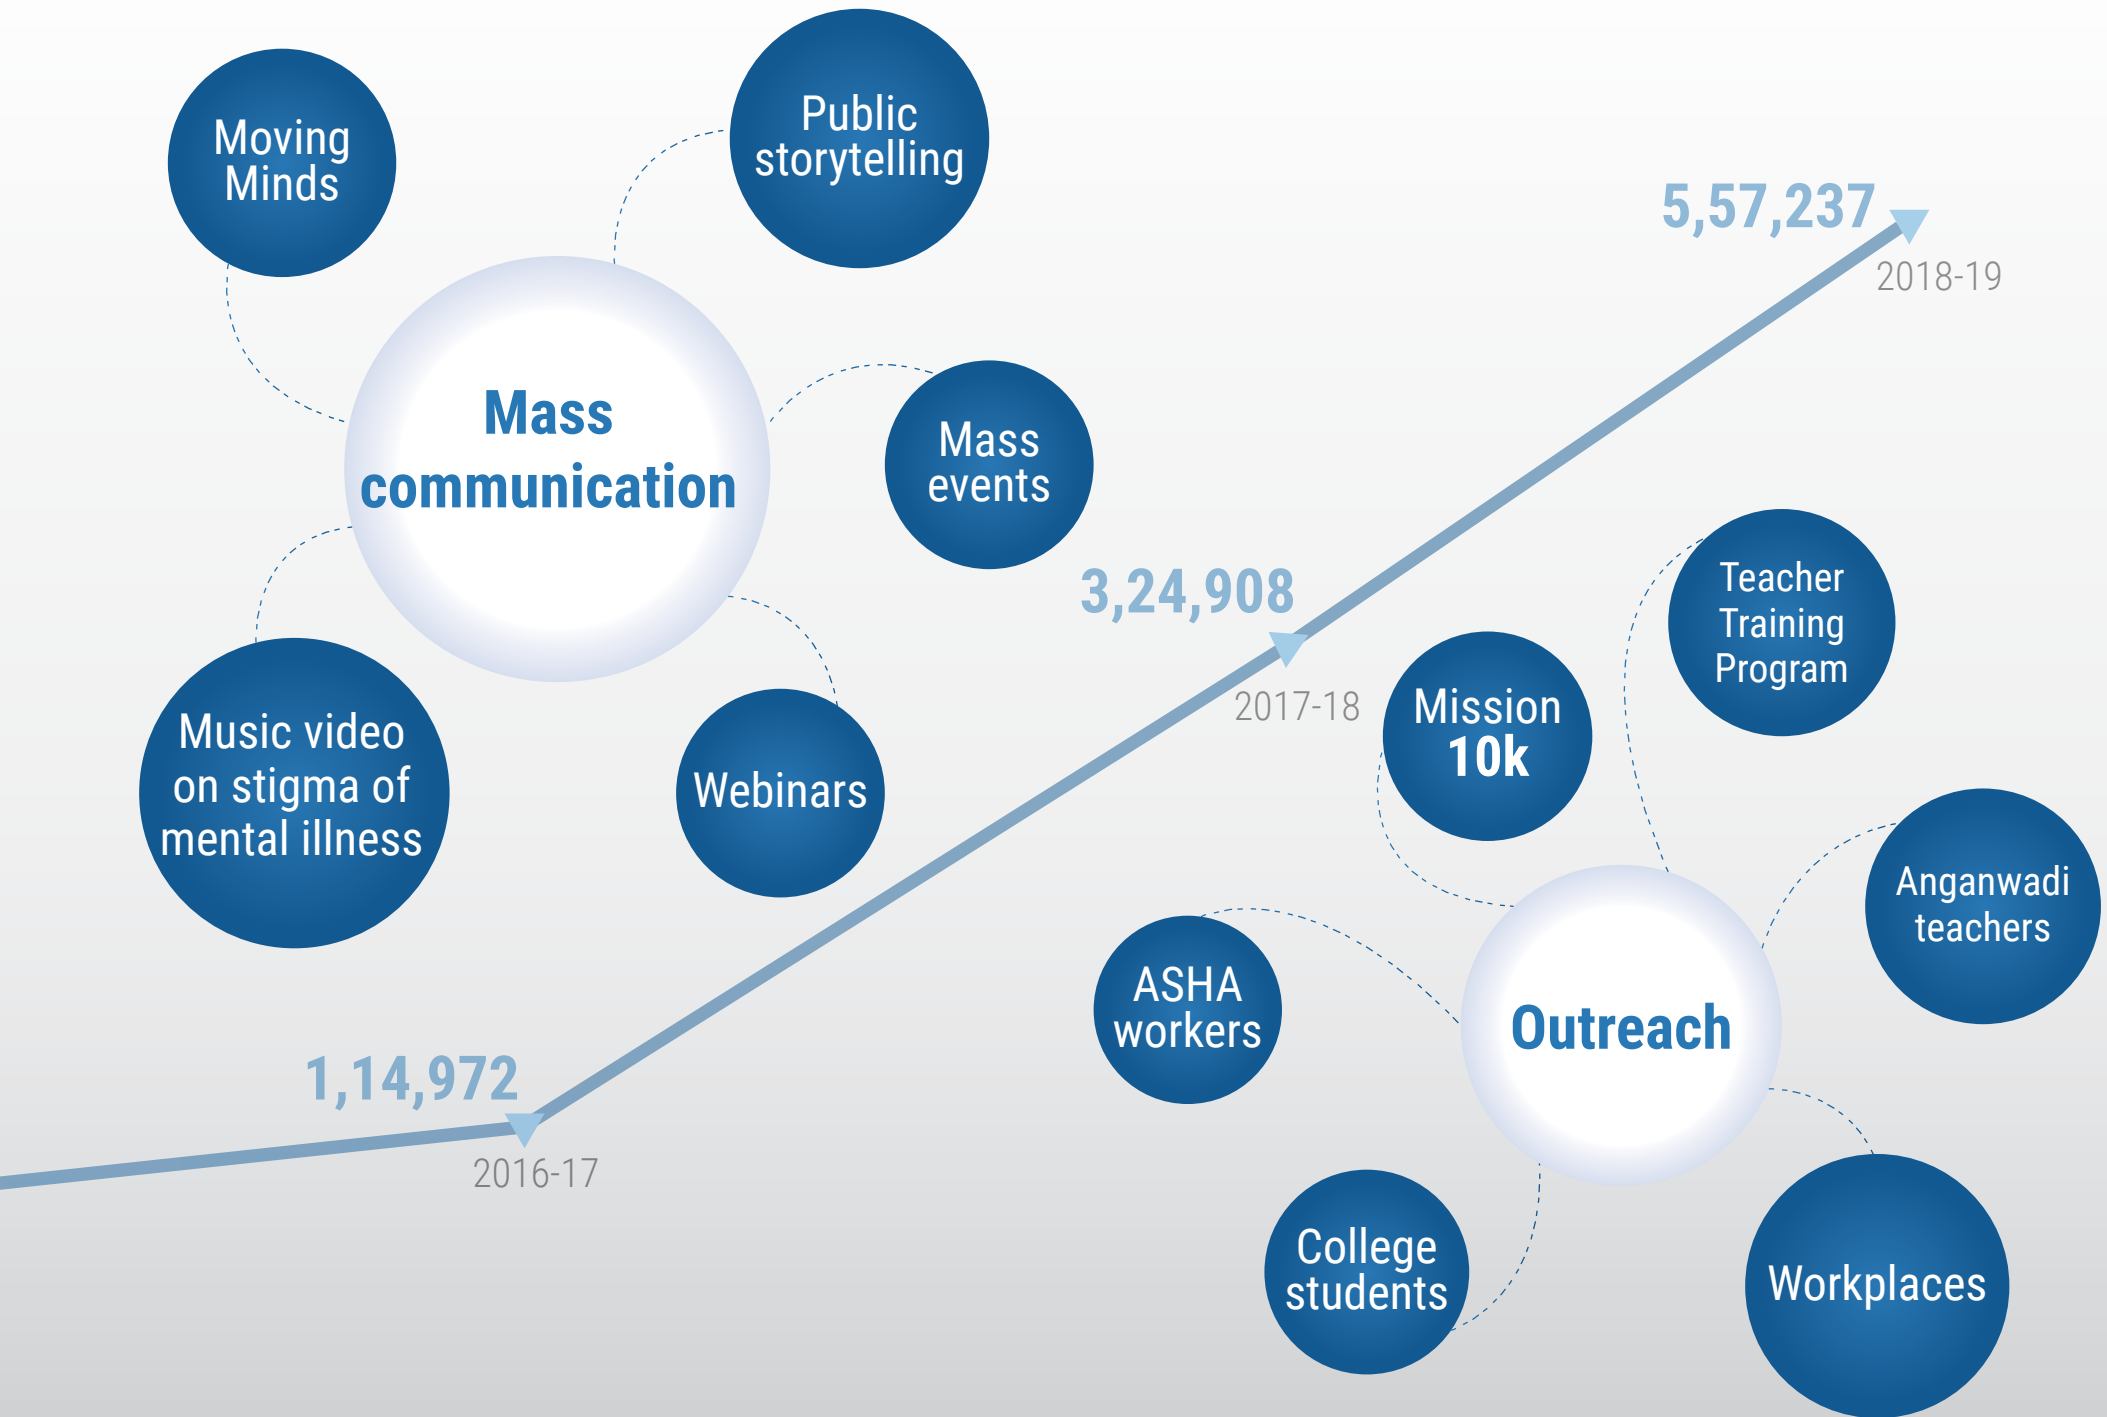 Moving
Minds
Public
storytelling
Mass
communication
Mass
events
Music video
on stigma of
mental illness
Webinars
5,57,237
2018-19
3,24,908
2017-18
1,14,972
2016-17
Teacher
Training
Program
Mission
10k
Anganwadi
teachers
ASHA
workers
Outreach
College
students
Workplaces